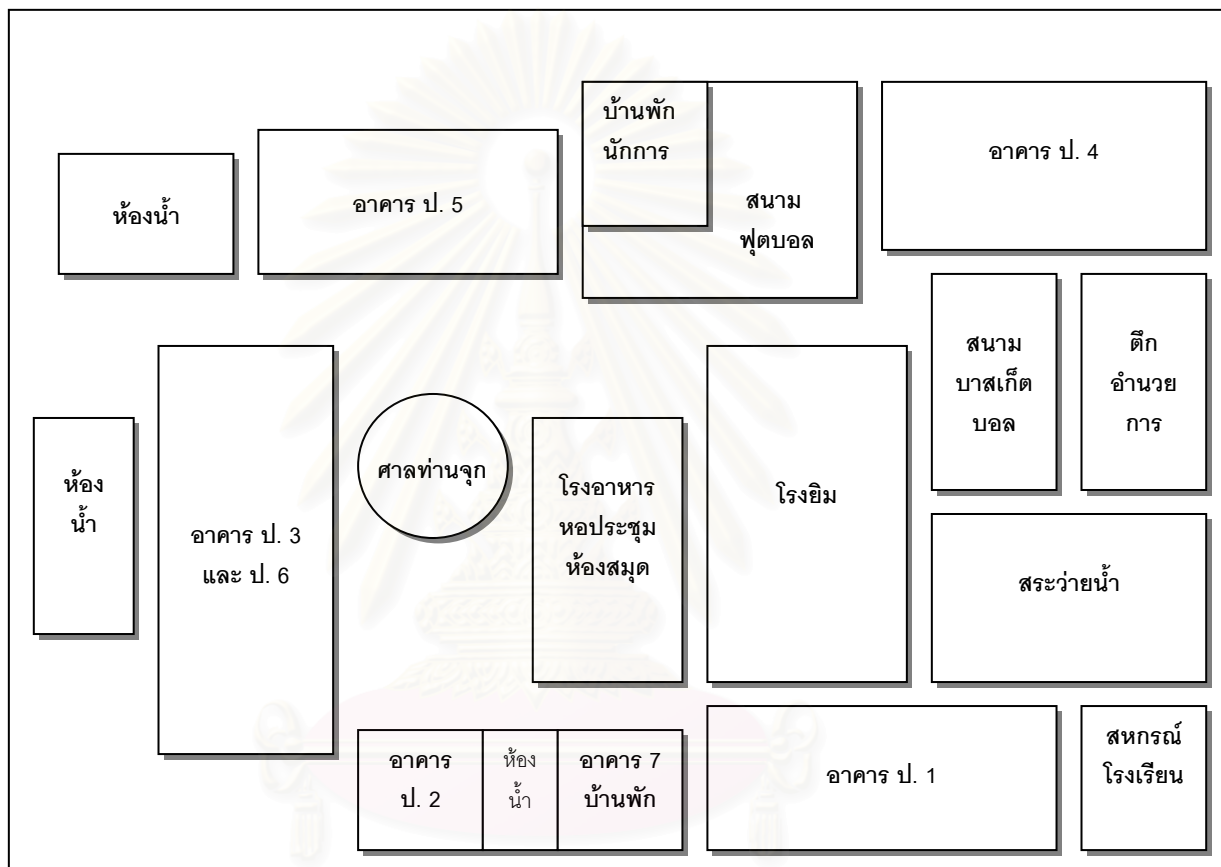 บ้านพัก
นักการ
สนาม
ฟุตบอล
อาคาร ป. 4
ห้องน้ำ
อาคาร ป. 5
สนาม
บาสเก็ต
บอล
ตึก
อำนวย
การ
ห้อง
น้ำ
อาคาร ป. 3
และ ป. 6
ศาลท่านจุก
โรงอาหาร
หอประชุม
ห้องสมุด
โรงยิม
สระว่ายน้ำ
อาคาร
ป. 2
ห้อง
น้ำ
อาคาร 7
บ้านพัก
อาคาร ป. 1
สหกรณ์
โรงเรียน